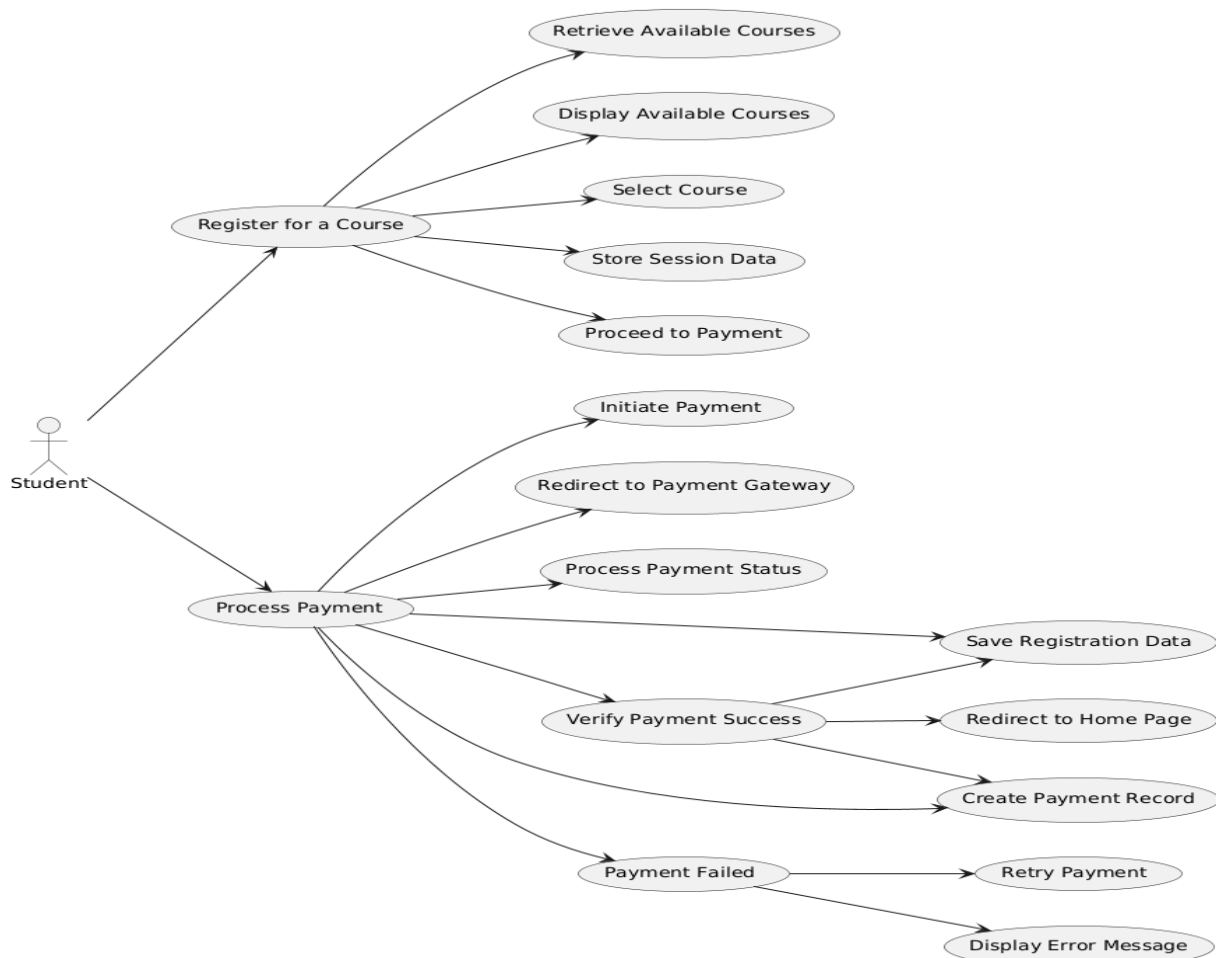 Retrieve Available Courses
Display Available Courses
Select Course
Register for a Course
Store Session Data
Proceed to Payment
Initiate Payment
Student
Redirect to Payment Gateway
Process Payment Status
Process Payment
Save Registration Data
Verify Payment Success
Redirect to Home Page
Create Payment Record
Payment Failed
Retry Payment
Display Error Message